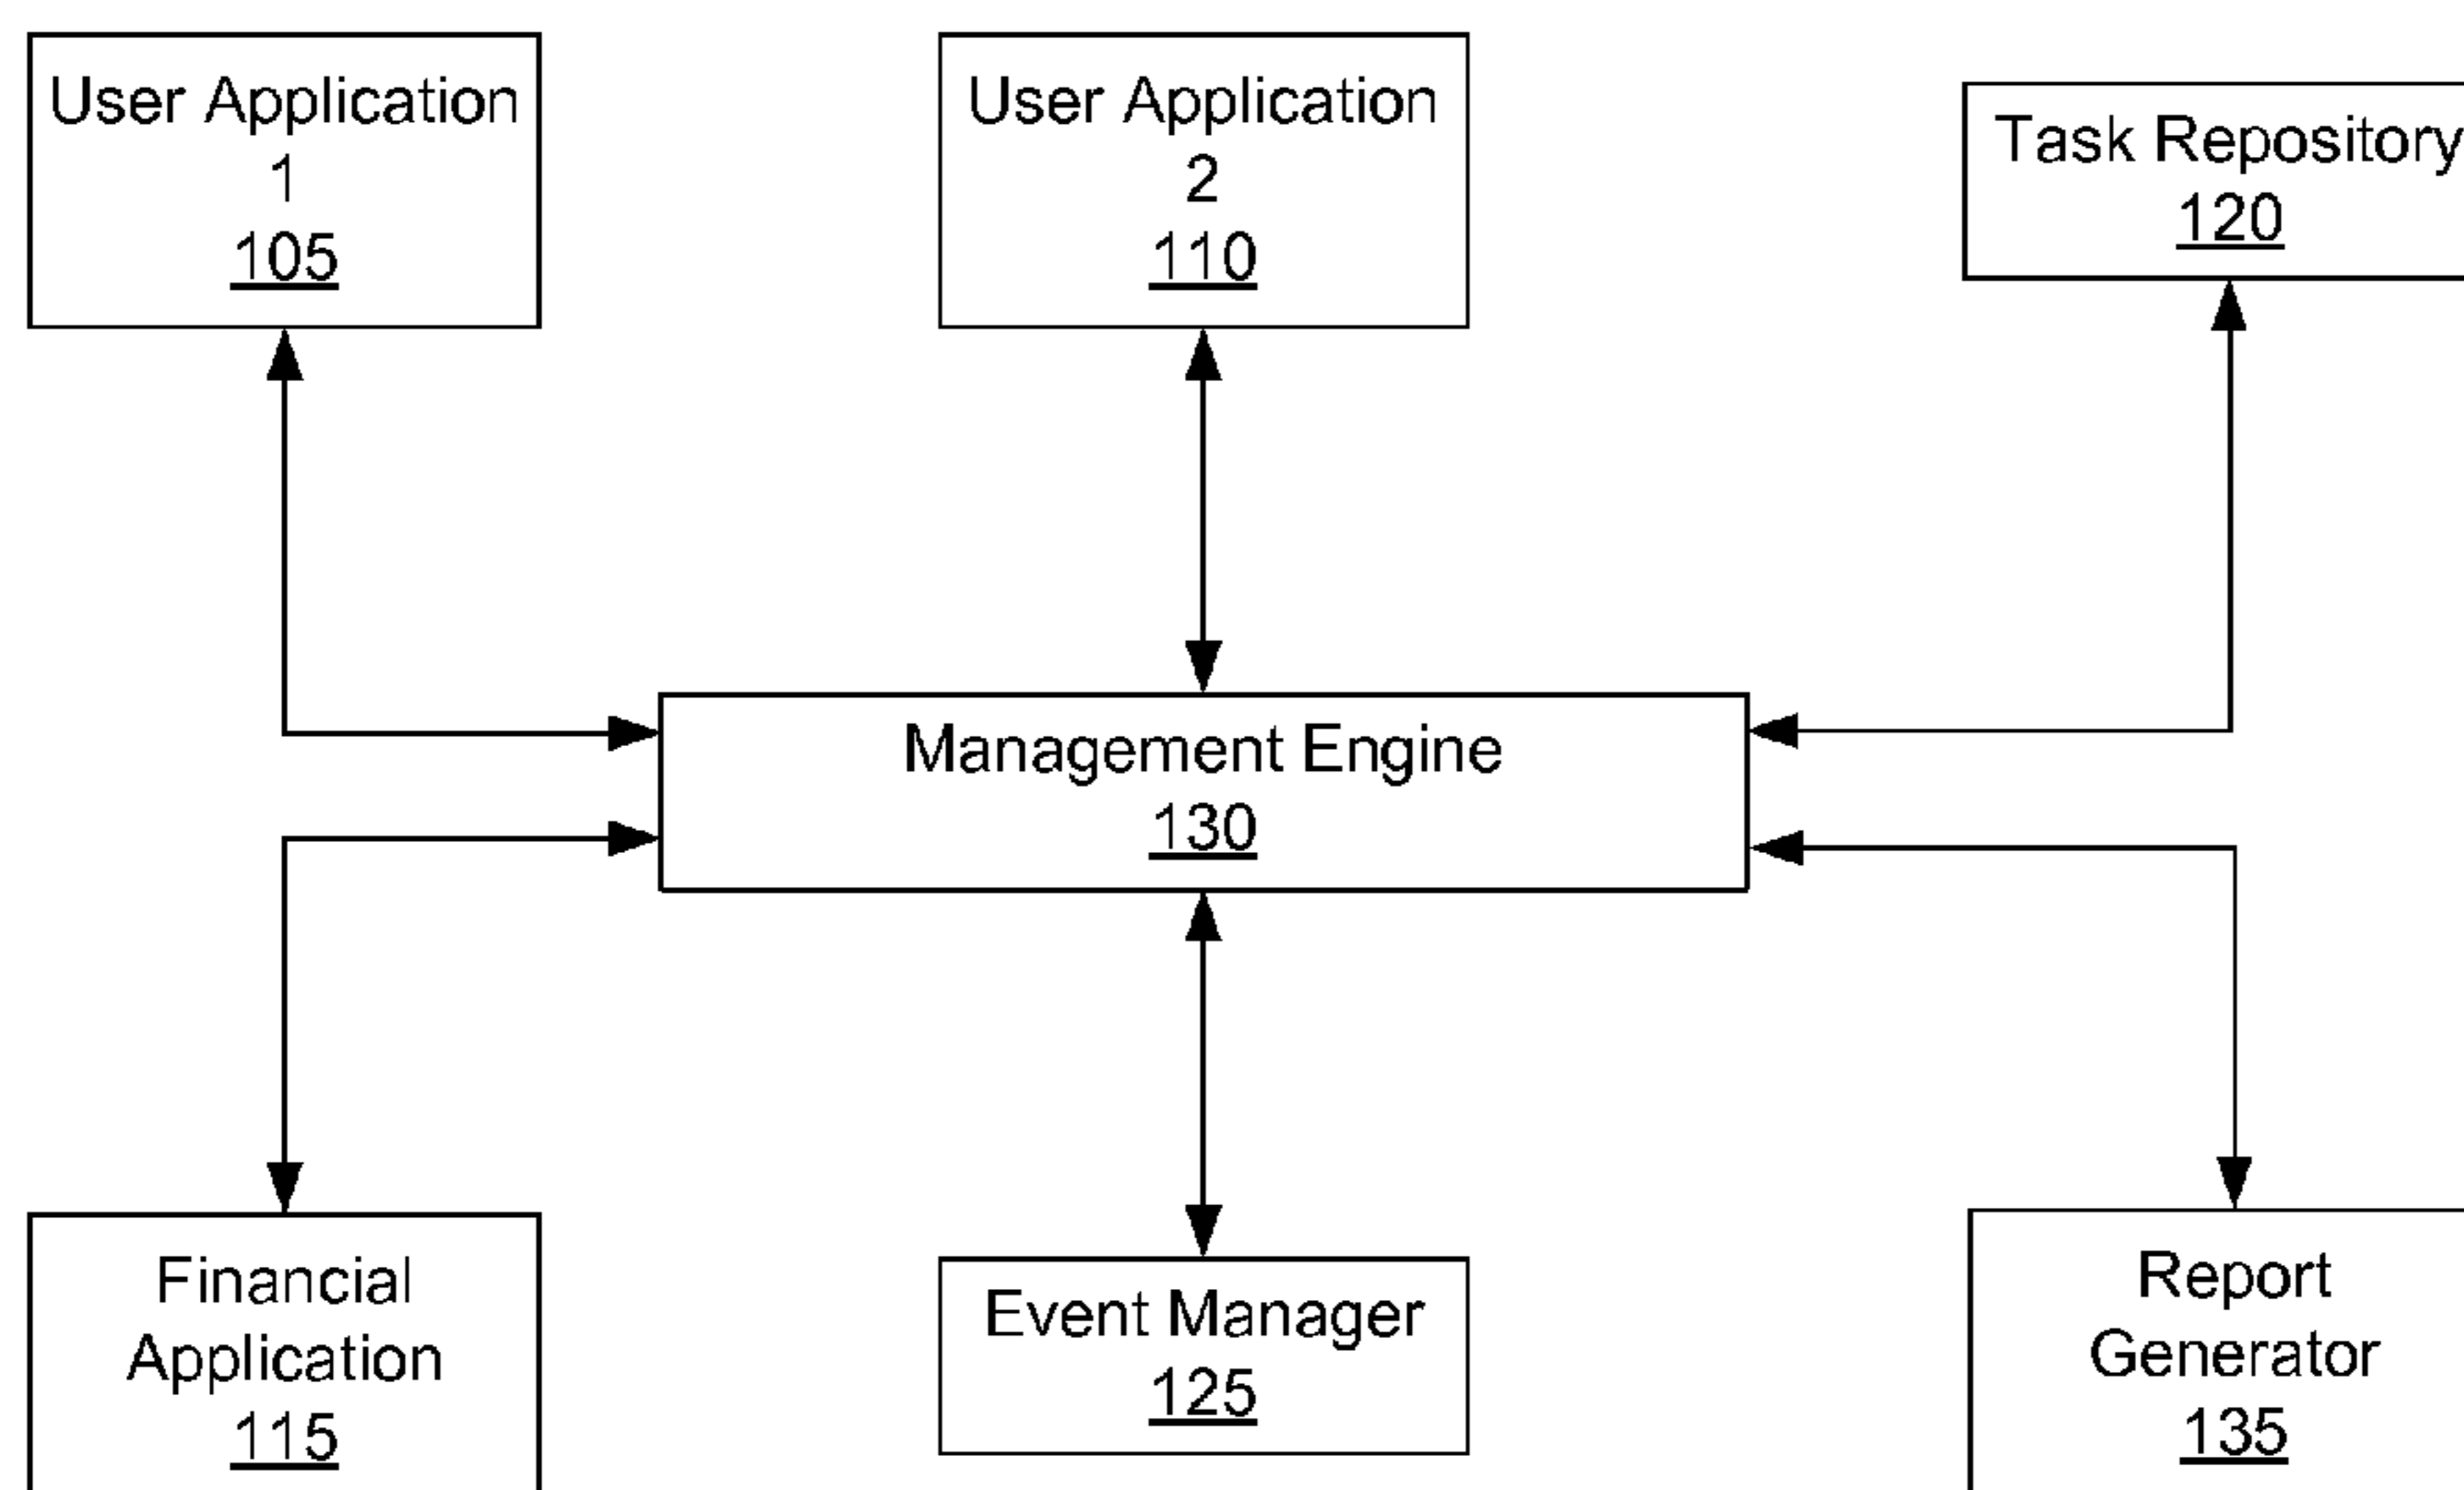 User Application
1
105
User Application
2
110
Task Repository
120
Management Engine
130
Financial
Application
115
Event Manager
125
Report
Generator
135